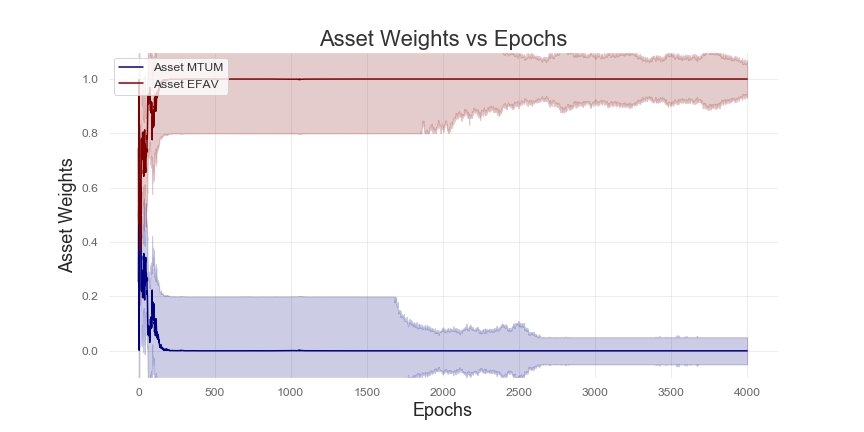 Asset Weights vs Epochs
Asset MTUM
Asset EFAV
Asset Weights
1.0
0.8
0.6
0.4
0.2
0.0
0 500 1000 1500 2000 2500 3000 3500 4000
Epochs